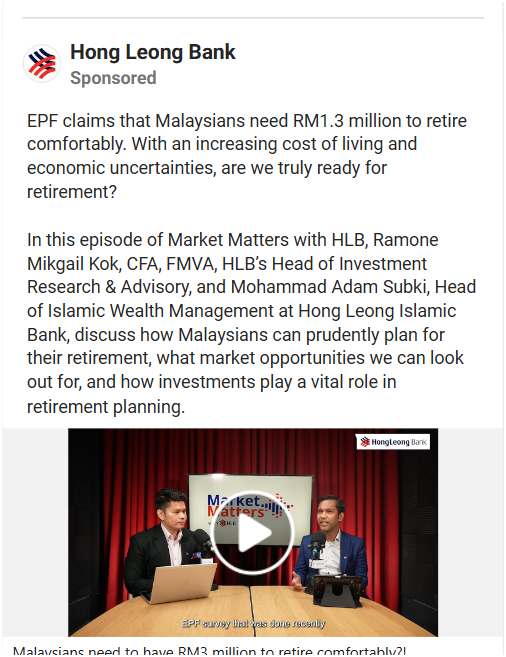 Hong Leong Bank
Sponsored
EPF claims that Malaysians need RM1.3 million to retire
comfortably. With an increasing cost of living and
economic uncertainties, are we truly ready for
retirement?
In this episode of Market Matters with HLB, Ramone
Mikgail Kok, CFA, FMVA, HLB's Head of Investment
Research & Advisory, and Mohammad Adam Subki, Head
of Islamic Wealth Management at Hong Leong Islamic
Bank, discuss how Malaysians can prudently plan for
their retirement, what market opportunities we can look
out for, and how investments play a vital role in
retirement planning.
HongLeong Bank
Market
Matters
EPF survey that was done recently
Malaysians need to have RM3 million to retire comfortably?!